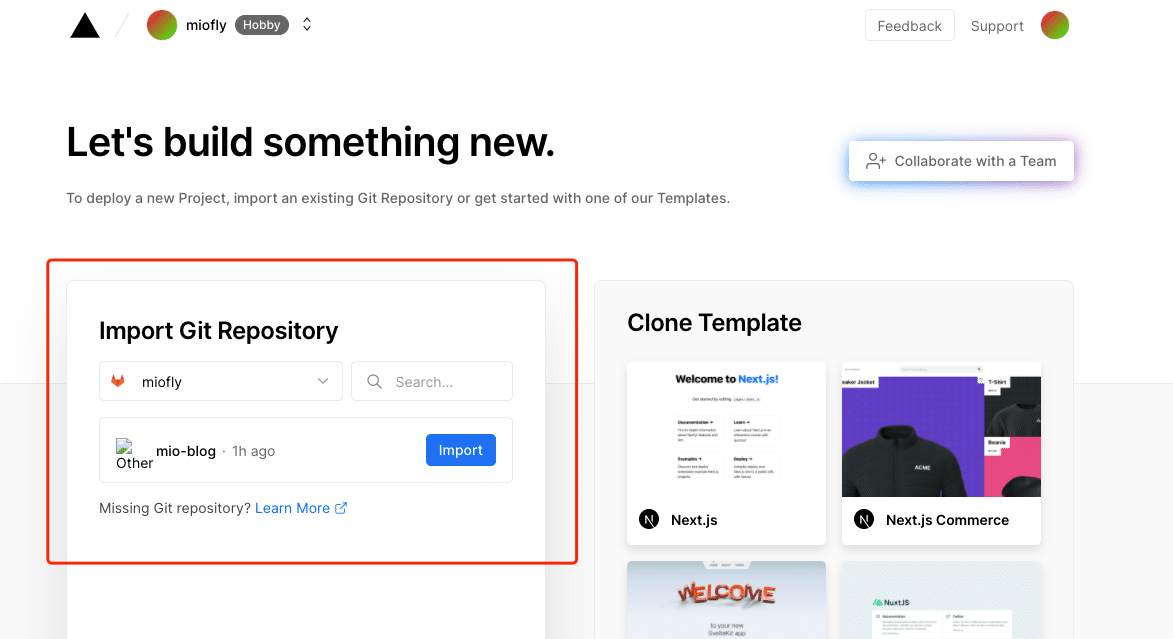 miofly Hobby
Feedback Support
Let's build something new.
Collaborate with a Team
To deploy a new Project, import an existing Git Repository or get started with one of our Templates.
Import Git Repository
miofly
Search...
Other mio-blog · 1h ago
Import
Missing Git repository? Learn More
Clone Template
Welcome to Next.js!
Documentation →
Learn →
Examples →
Deploy →
Next.js
T-Shirt
Beanie
ACME
Next.js Commerce
WELCOME
to your new
SvelteKit app
NuxtJS
Documentation
Twitter